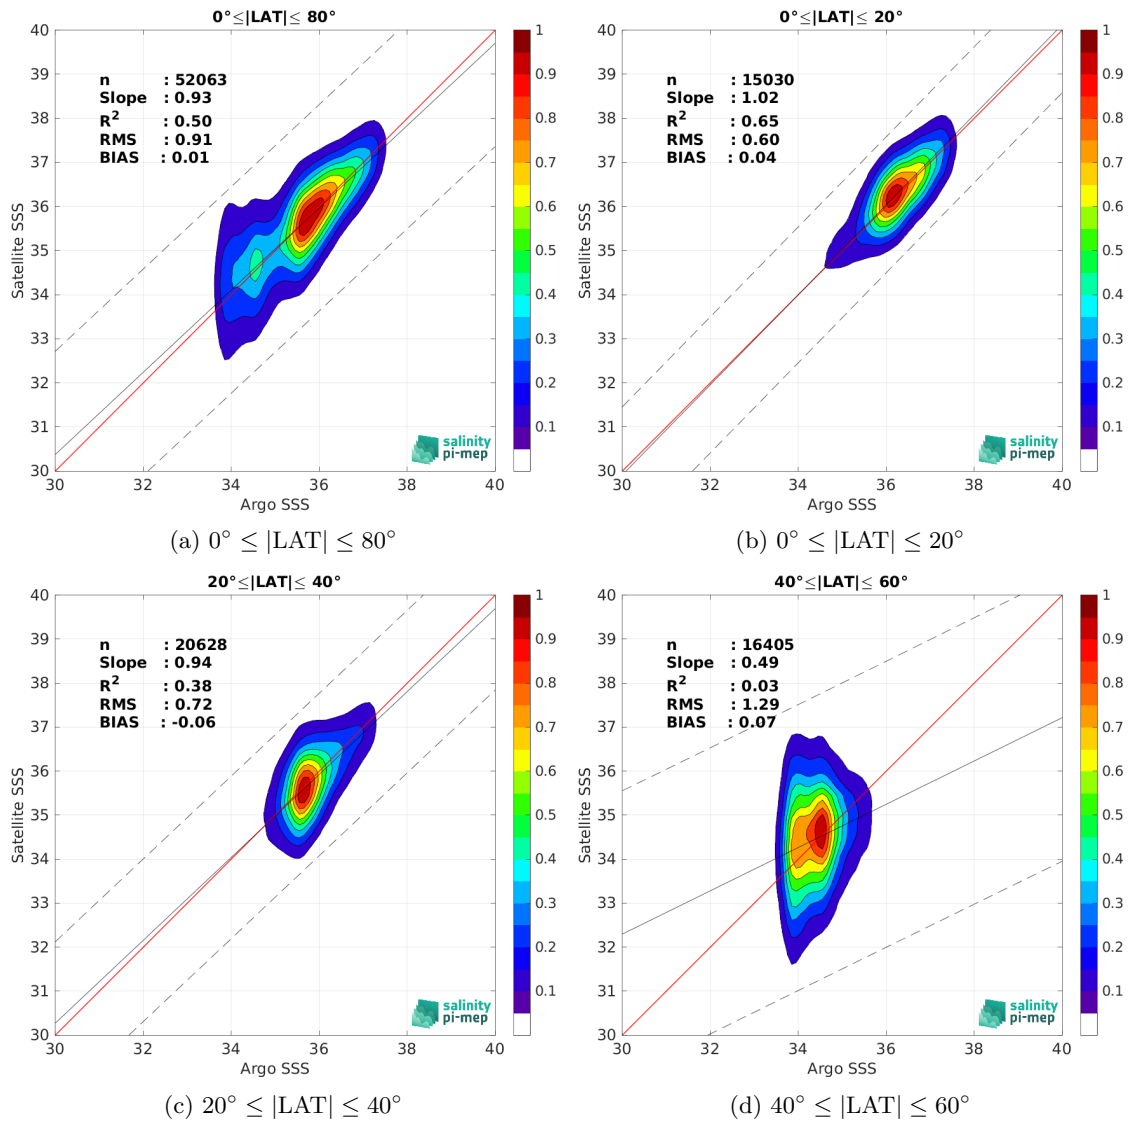 0°≤|LAT|≤ 80°
n : 52063
Slope : 0.93
R² : 0.50
RMS : 0.91
BIAS : 0.01
40
39
38
37
36
35
34
33
32
31
30
Satellite SSS
30 32 34 36 38 40
Argo SSS
1
0.9
0.8
0.7
0.6
0.5
0.4
0.3
0.2
0.1
salinity
pi-mep
(a) 0° ≤ |LAT| ≤ 80°
0°≤|LAT|≤ 20°
n : 15030
Slope : 1.02
R² : 0.65
RMS : 0.60
BIAS : 0.04
40
39
38
37
36
35
34
33
32
31
30
Satellite SSS
30 32 34 36 38 40
Argo SSS
1
0.9
0.8
0.7
0.6
0.5
0.4
0.3
0.2
0.1
salinity
pi-mep
(b) 0° ≤ |LAT| ≤ 20°
20°≤|LAT|≤ 40°
n : 20628
Slope : 0.94
R² : 0.38
RMS : 0.72
BIAS : -0.06
40
39
38
37
36
35
34
33
32
31
30
Satellite SSS
30 32 34 36 38 40
Argo SSS
1
0.9
0.8
0.7
0.6
0.5
0.4
0.3
0.2
0.1
salinity
pi-mep
(c) 20° ≤ |LAT| ≤ 40°
40°≤|LAT|≤ 60°
n : 16405
Slope : 0.49
R² : 0.03
RMS : 1.29
BIAS : 0.07
40
39
38
37
36
35
34
33
32
31
30
Satellite SSS
30 32 34 36 38 40
Argo SSS
1
0.9
0.8
0.7
0.6
0.5
0.4
0.3
0.2
0.1
salinity
pi-mep
(d) 40° ≤ |LAT| ≤ 60°